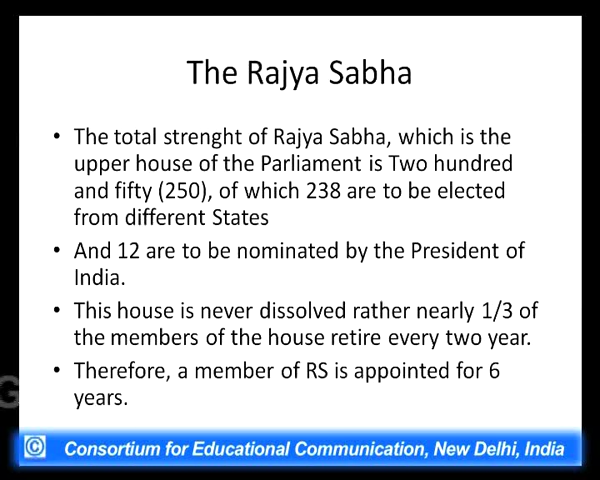 The Rajya Sabha
• The total strenght of Rajya Sabha, which is the
upper house of the Parliament is Two hundred
and fifty (250), of which 238 are to be elected
from different States
• And 12 are to be nominated by the President of
India.
• This house is never dissolved rather nearly 1/3 of
the members of the house retire every two year.
• Therefore, a member of RS is appointed for 6
years.
G
© Consortium for Educational Communication, New Delhi, India